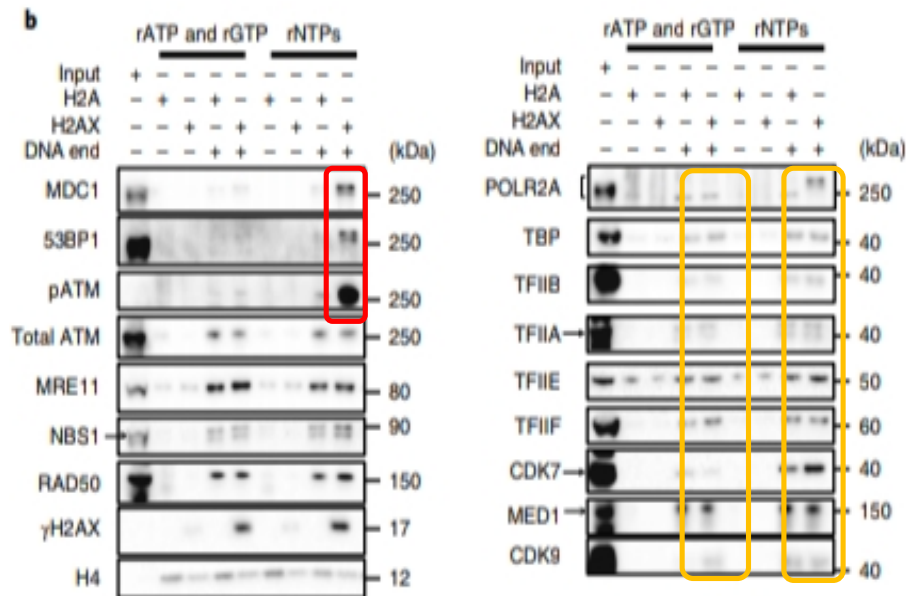 b
rATP and rGTP rNTPs
Input + − − − − − − − −
H2A − + − + − + − + −
H2AX − − + − + − + − +
DNA end − − − + + − − + +
(kDa)
MDC1 250
53BP1 250
pATM 250
Total ATM 250
MRE11 80
NBS1 90
RAD50 150
γH2AX 17
H4 12
rATP and rGTP rNTPs
Input + − − − − − − − −
H2A − + − + − + − + −
H2AX − − + − + − + − +
DNA end − − − + + − − + +
(kDa)
POLR2A 250
TBP 40
TFIIB 40
TFIIA 40
TFIIE 50
TFIIF 60
CDK7 40
MED1 150
CDK9 40